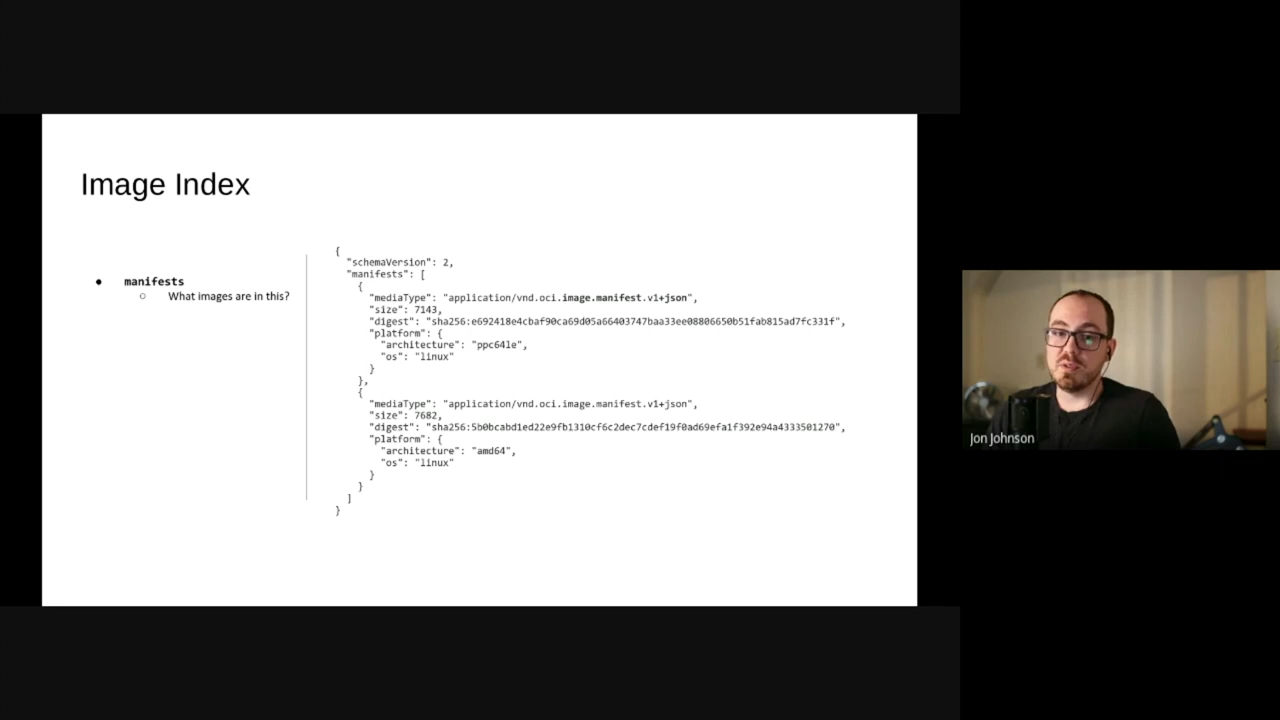 Image Index
● manifests
○ What images are in this?
{
"schemaVersion": 2,
"manifests": [
{
"mediaType": "application/vnd.oci.image.manifest.v1+json",
"size": 7143,
"digest": "sha256:e692418e4cbaf90ca69d05a66403747baa33ee08806650b51fab815ad7fc331f",
"platform": {
"architecture": "ppc64le",
"os": "linux"
}
},
{
"mediaType": "application/vnd.oci.image.manifest.v1+json",
"size": 7682,
"digest": "sha256:5b0bcabd1ed22e9fb1310cf6c2dec7cdef19f0ad69efa1f392e94a4333501270",
"platform": {
"architecture": "amd64",
"os": "linux"
}
}
]
}
Jon Johnson